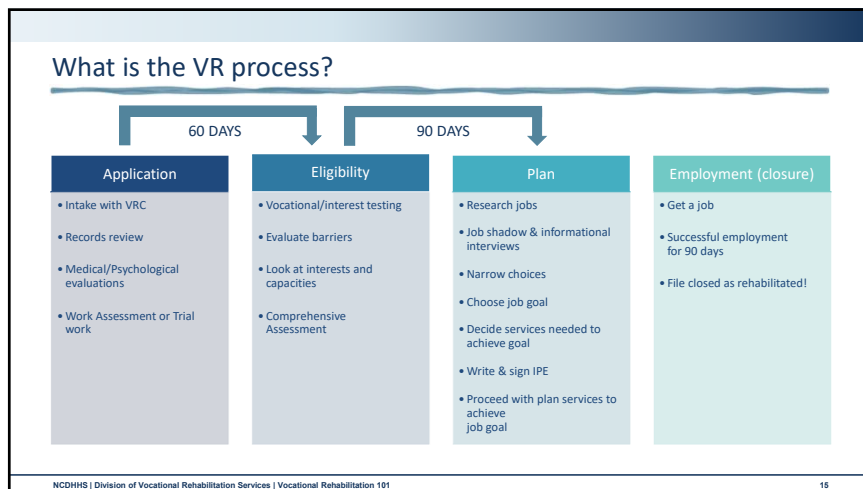 What is the VR process?
60 DAYS
90 DAYS
Application
• Intake with VRC
• Records review
• Medical/Psychological
evaluations
• Work Assessment or Trial
work
Eligibility
• Vocational/interest testing
• Evaluate barriers
• Look at interests and
capacities
• Comprehensive
Assessment
Plan
• Research jobs
• Job shadow & informational
interviews
• Narrow choices
• Choose job goal
• Decide services needed to
achieve goal
• Write & sign IPE
• Proceed with plan services to
achieve
job goal
Employment (closure)
• Get a job
• Successful employment
for 90 days
• File closed as rehabilitated!
NCDHHS | Division of Vocational Rehabilitation Services | Vocational Rehabilitation 101
15